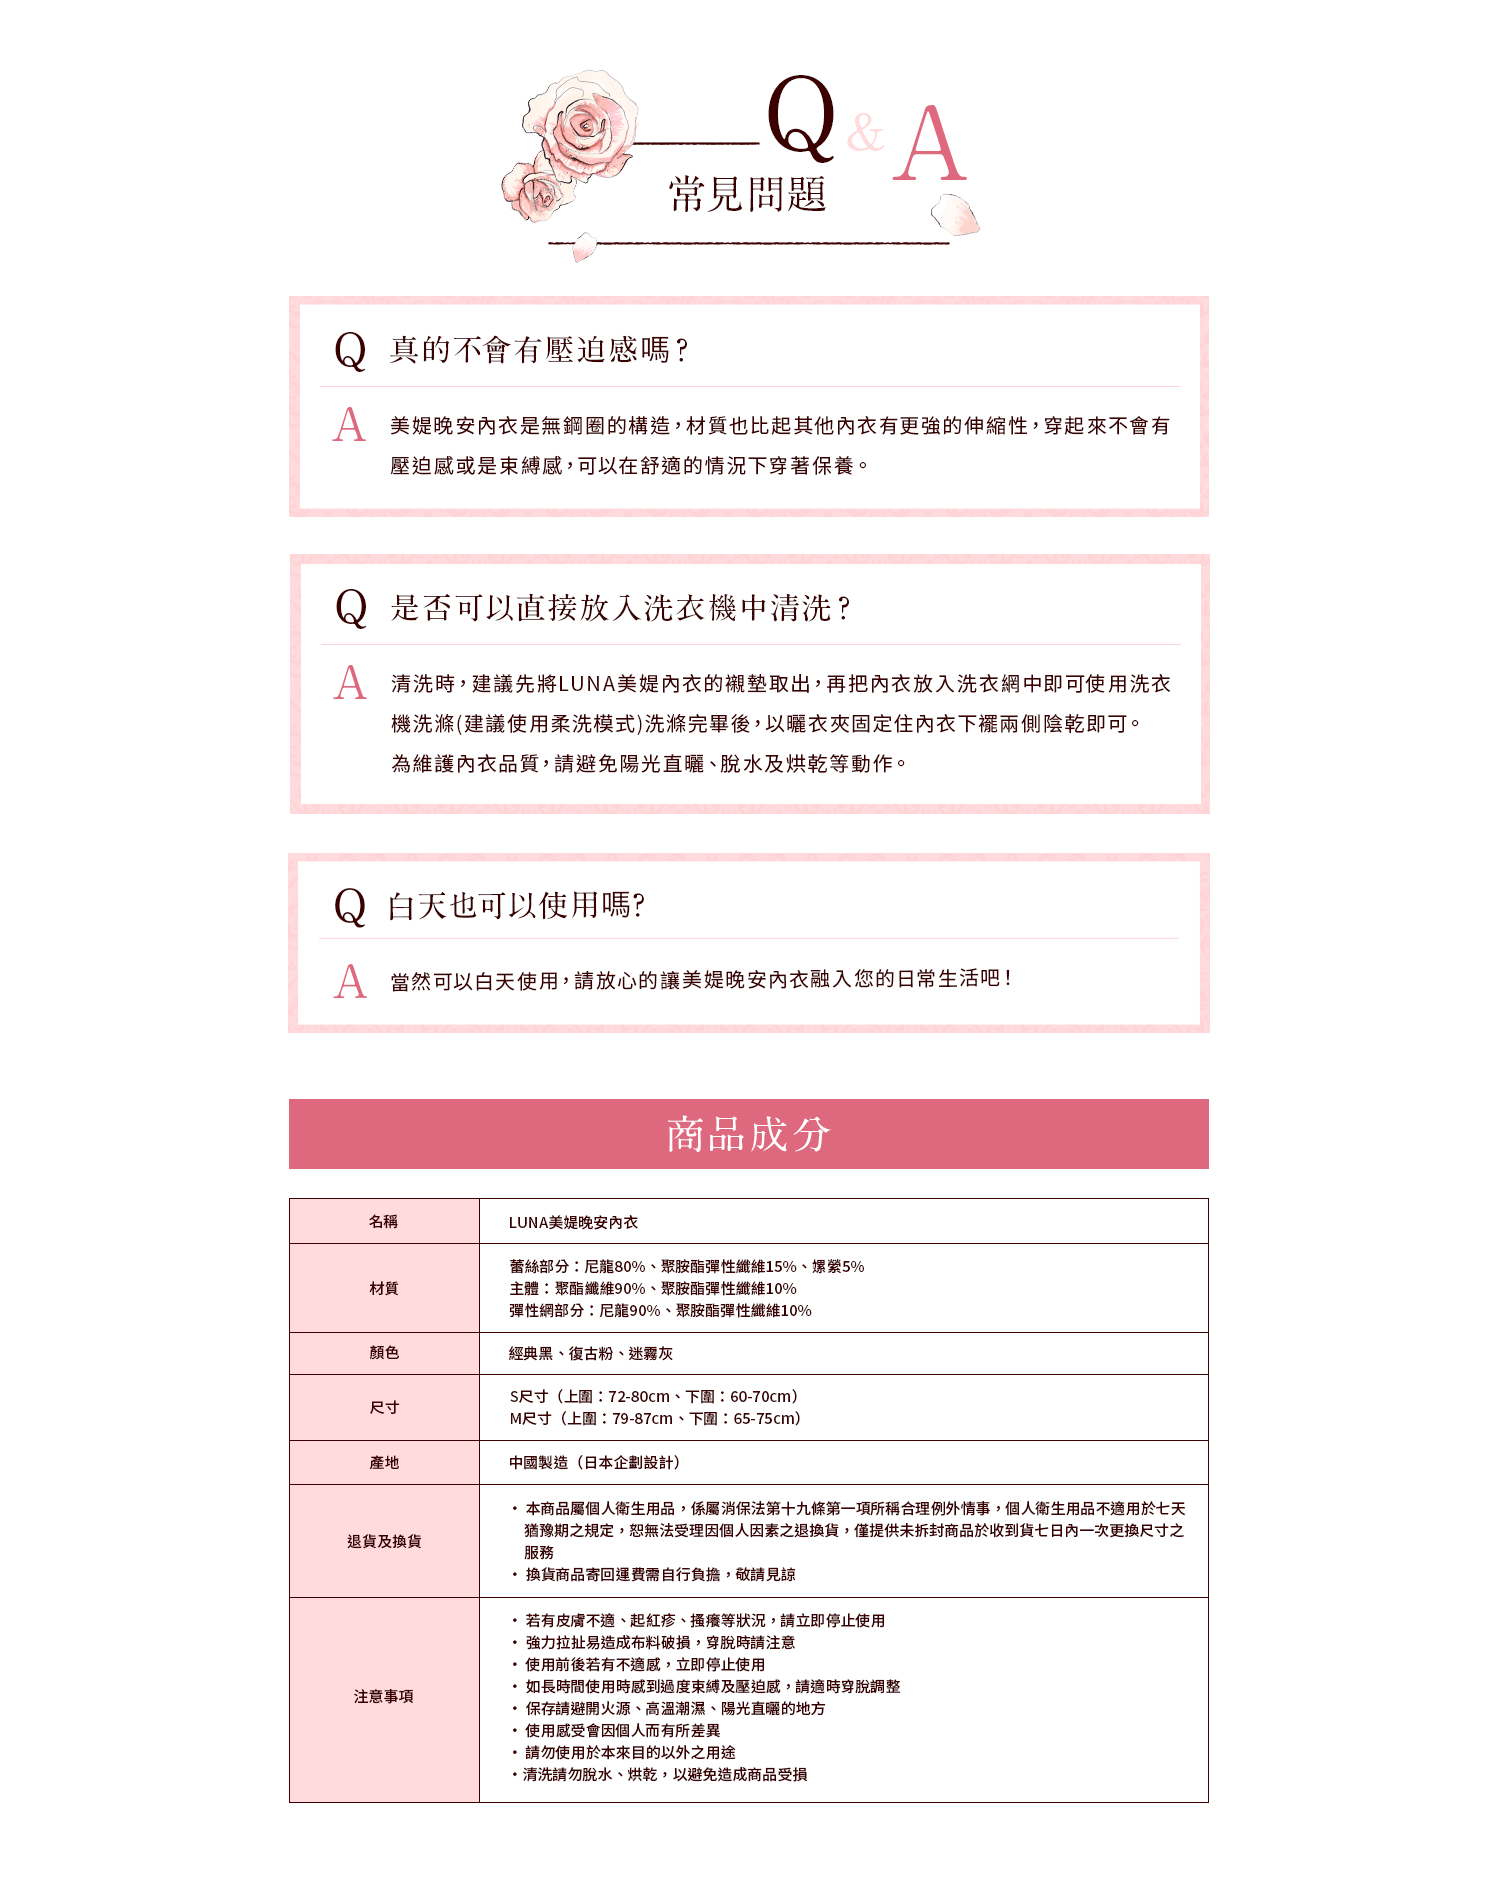 Q & A
常見問題
Q 真的不會有壓迫感嗎?
A 美媞晚安內衣是無鋼圈的構造，材質也比起其他內衣有更強的伸縮性，穿起來不會有
壓迫感或是束縛感，可以在舒適的情況下穿著保養。
Q 是否可以直接放入洗衣機中清洗?
A 清洗時，建議先將LUNA美媞內衣的襯墊取出，再把內衣放入洗衣網中即可使用洗衣
機洗滌(建議使用柔洗模式)洗滌完畢後，以曬衣夾固定住內衣下襬兩側陰乾即可。
為維護內衣品質，請避免陽光直曬、脫水及烘乾等動作。
Q 白天也可以使用嗎?
A 當然可以白天使用，請放心的讓美媞晚安內衣融入您的日常生活吧！
商品成分
名稱
LUNA美媞晚安內衣
材質
蕾絲部分：尼龍80%、聚胺酯彈性纖維15%、嫘縈5%
主體：聚酯纖維90%、聚胺酯彈性纖維10%
彈性網部分：尼龍90%、聚胺酯彈性纖維10%
顏色
經典黑、復古粉、迷霧灰
尺寸
S尺寸（上圍：72-80cm、下圍：60-70cm）
M尺寸（上圍：79-87cm、下圍：65-75cm）
產地
中國製造（日本企劃設計）
退貨及換貨
・本商品屬個人衛生用品，係屬消保法第十九條第一項所稱合理例外情事，個人衛生用品不適用於七天
猶豫期之規定，恕無法受理因個人因素之退換貨，僅提供未拆封商品於收到貨七日內一次更換尺寸之
服務
・換貨商品寄回運費需自行負擔，敬請見諒
注意事項
・若有皮膚不適、起紅疹、搔癢等狀況，請立即停止使用
・強力拉扯易造成布料破損，穿脫時請注意
・使用前後若有不適感，立即停止使用
・如長時間使用時感到過度束縛及壓迫感，請適時穿脫調整
・保存請避開火源、高溫潮濕、陽光直曬的地方
・使用感受會因個人而有所差異
・請勿使用於本來目的以外之用途
・清洗請勿脫水、烘乾，以避免造成商品受損